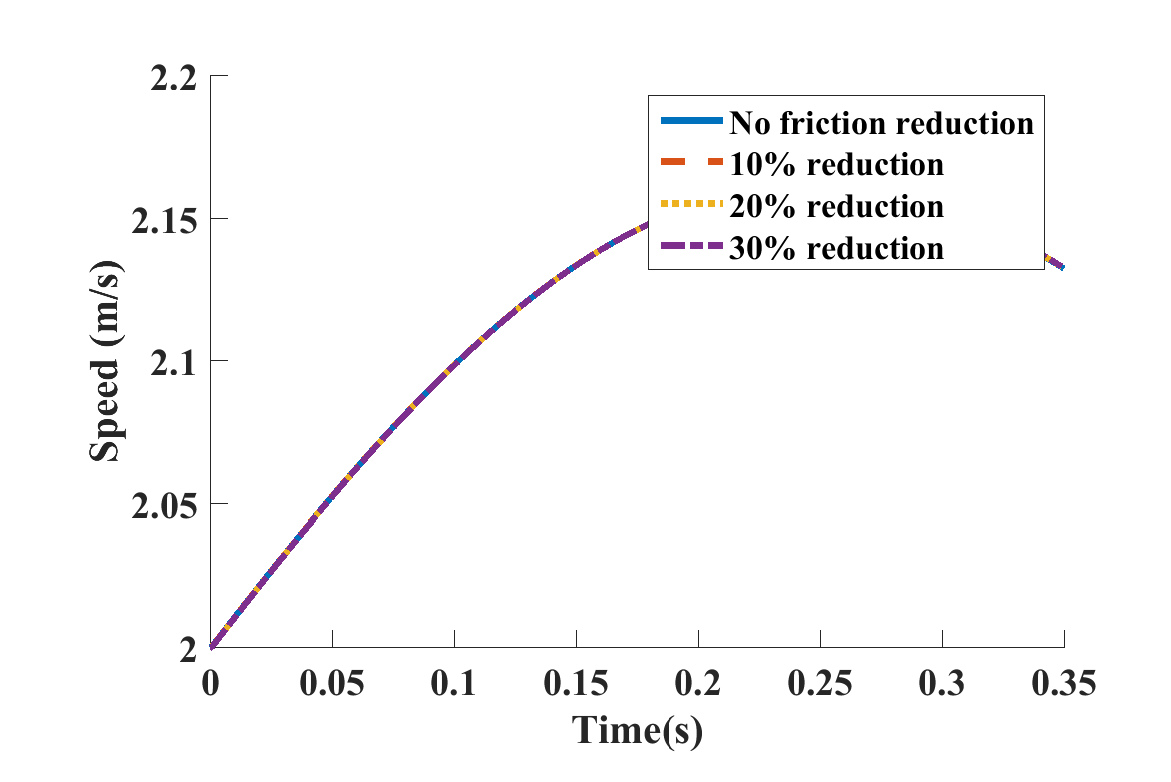 2.2
2.15
2.1
2.05
2
Speed (m/s)
No friction reduction
10% reduction
20% reduction
30% reduction
0 0.05 0.1 0.15 0.2 0.25 0.3 0.35
Time(s)